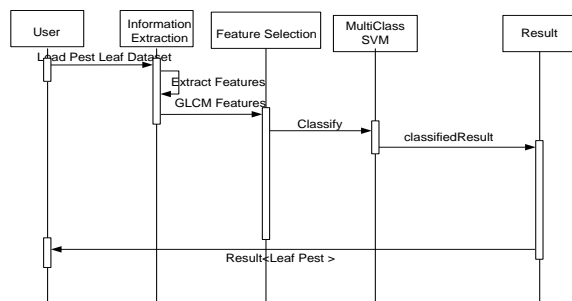 User
Information
Extraction
Feature Selection
MultiClass
SVM
Result
Load Pest Leaf Dataset
Extract Features
GLCM Features
Classify
classifiedResult
Result<Leaf Pest >